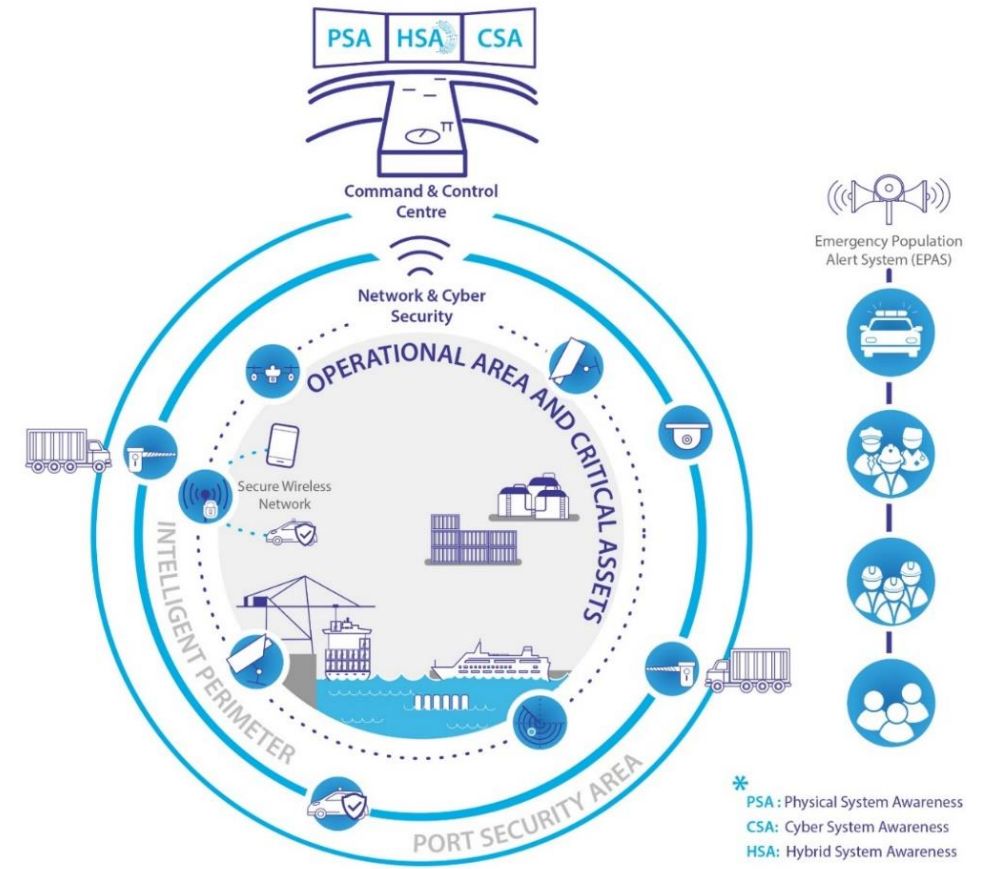 PSA HSA CSA
Command & Control
Centre
Network & Cyber
Security
OPERATIONAL AREA AND CRITICAL ASSETS
Secure Wireless
Network
INTELLIGENT PERIMETER
PORT SECURITY AREA
Emergency Population
Alert System (EPAS)
*
PSA : Physical System Awareness
CSA: Cyber System Awareness
HSA: Hybrid System Awareness